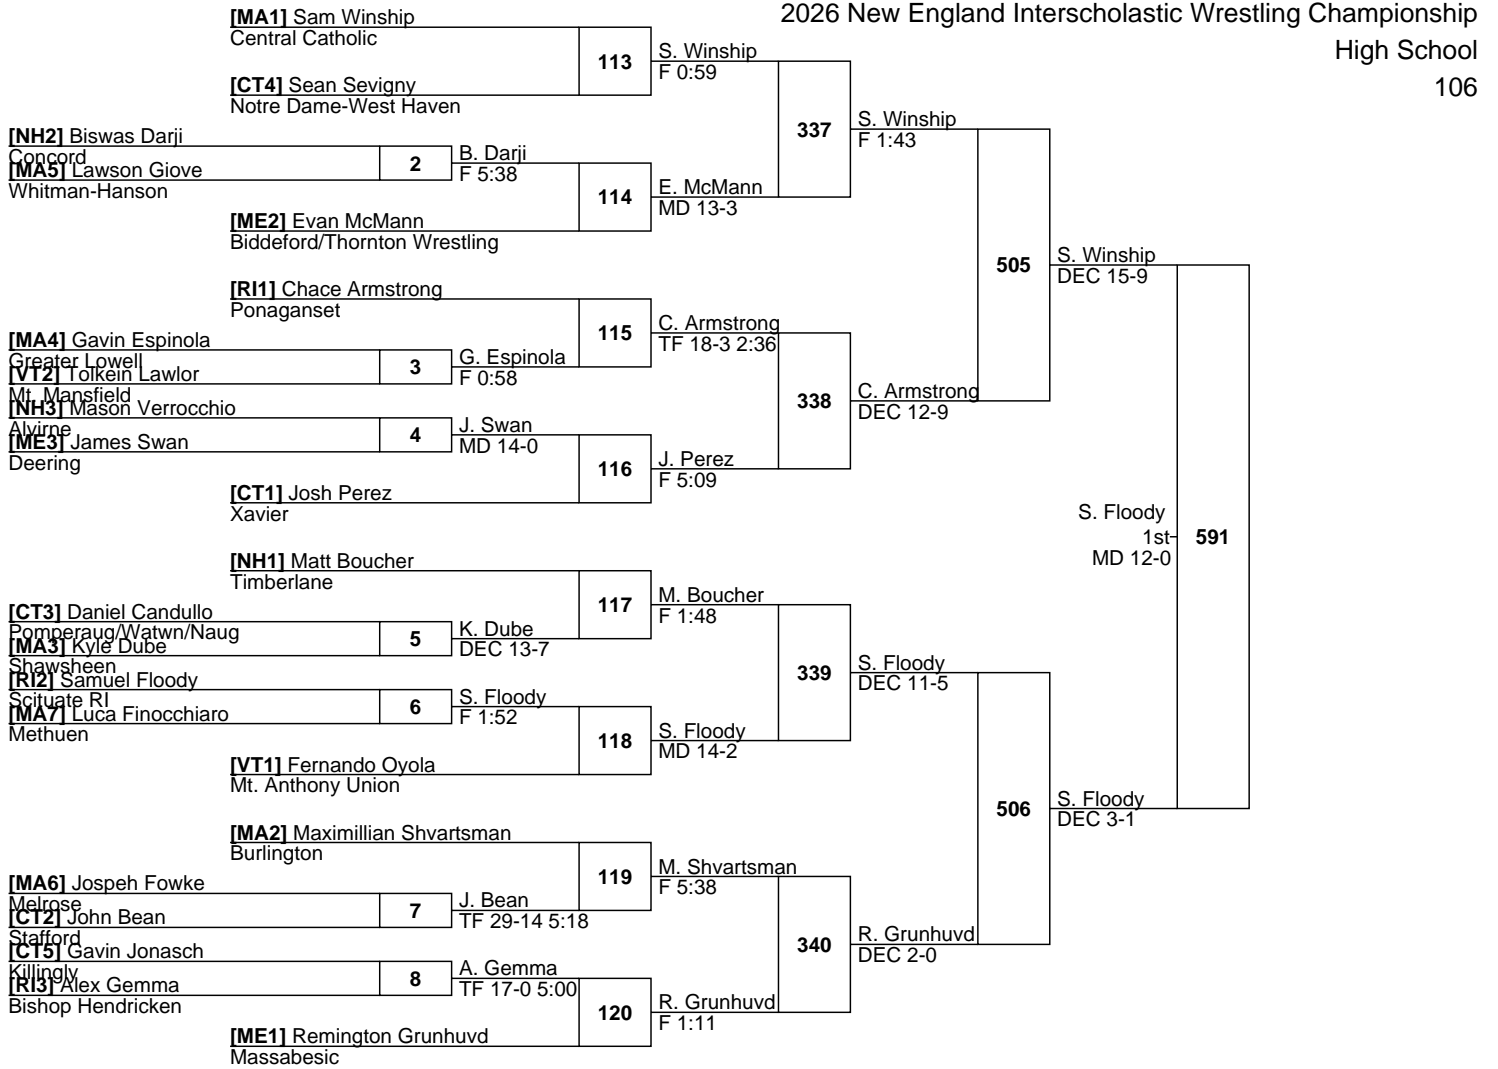 2026 New England Interscholastic Wrestling Championship
High School
106
[MA1] Sam Winship
Central Catholic
113
S. Winship
F 0:59
[CT4] Sean Sevigny
Notre Dame-West Haven
337
S. Winship
F 1:43
[NH2] Biswas Darji
Concord
2
B. Darji
F 5:38
[MA5] Lawson Giove
Whitman-Hanson
114
E. McMann
MD 13-3
[ME2] Evan McMann
Biddeford/Thornton Wrestling
505
S. Winship
DEC 15-9
[RI1] Chace Armstrong
Ponaganset
115
C. Armstrong
TF 18-3 2:36
[MA4] Gavin Espinola
Greater Lowell
3
G. Espinola
F 0:58
[VT2] Tolkein Lawlor
Mt. Mansfield
338
C. Armstrong
DEC 12-9
[NH3] Mason Verrocchio
Alvirne
4
J. Swan
MD 14-0
[ME3] James Swan
Deering
116
J. Perez
F 5:09
[CT1] Josh Perez
Xavier
S. Floody
1st
MD 12-0
591
[NH1] Matt Boucher
Timberlane
117
M. Boucher
F 1:48
[CT3] Daniel Candullo
Pomperaug/Watwn/Naug
5
K. Dube
DEC 13-7
[MA3] Kyle Dube
Shawsheen
339
S. Floody
DEC 11-5
[RI2] Samuel Floody
Scituate RI
6
S. Floody
F 1:52
[MA7] Luca Finocchiaro
Methuen
118
S. Floody
MD 14-2
[VT1] Fernando Oyola
Mt. Anthony Union
506
S. Floody
DEC 3-1
[MA2] Maximillian Shvartsman
Burlington
119
M. Shvartsman
F 5:38
[MA6] Jospeh Fowke
Melrose
7
J. Bean
TF 29-14 5:18
[CT2] John Bean
Stafford
340
R. Grunhuvd
DEC 2-0
[CT5] Gavin Jonasch
Killingly
8
A. Gemma
TF 17-0 5:00
[RI3] Alex Gemma
Bishop Hendricken
120
R. Grunhuvd
F 1:11
[ME1] Remington Grunhuvd
Massabesic